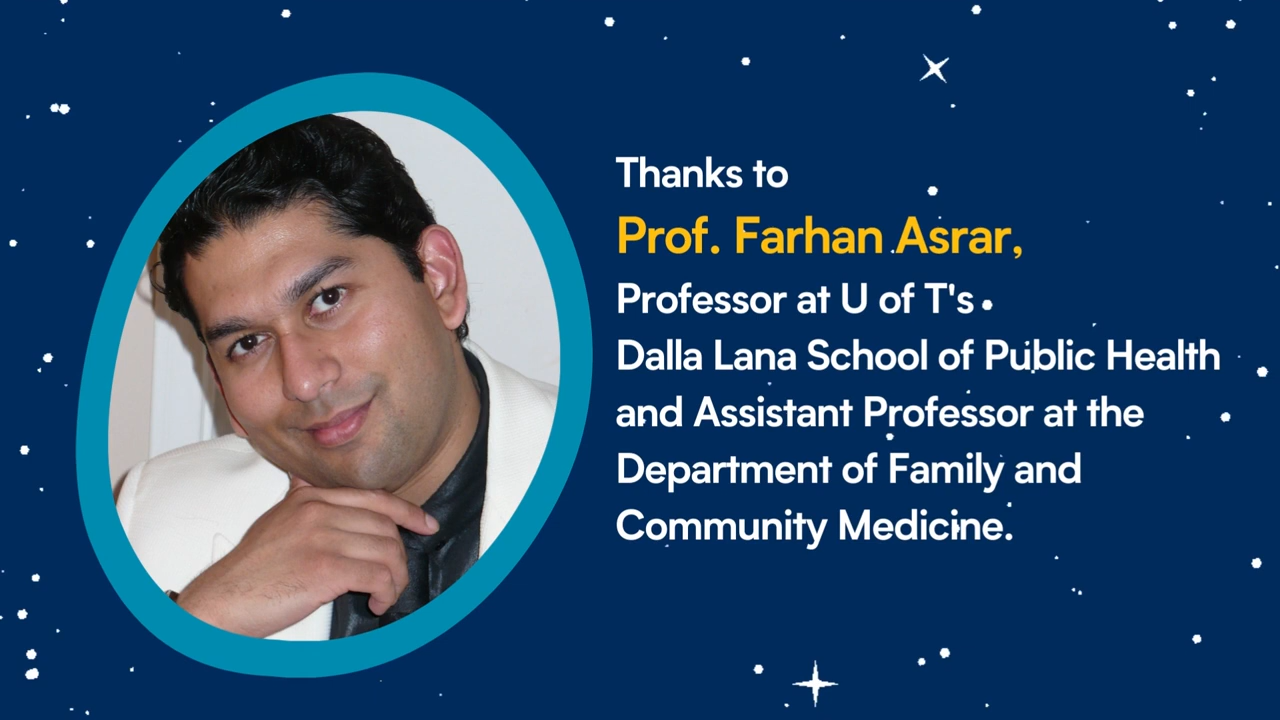 Thanks to
Prof. Farhan Asrar,
Professor at U of T's
Dalla Lana School of Public Health
and Assistant Professor at the
Department of Family and
Community Medicine.